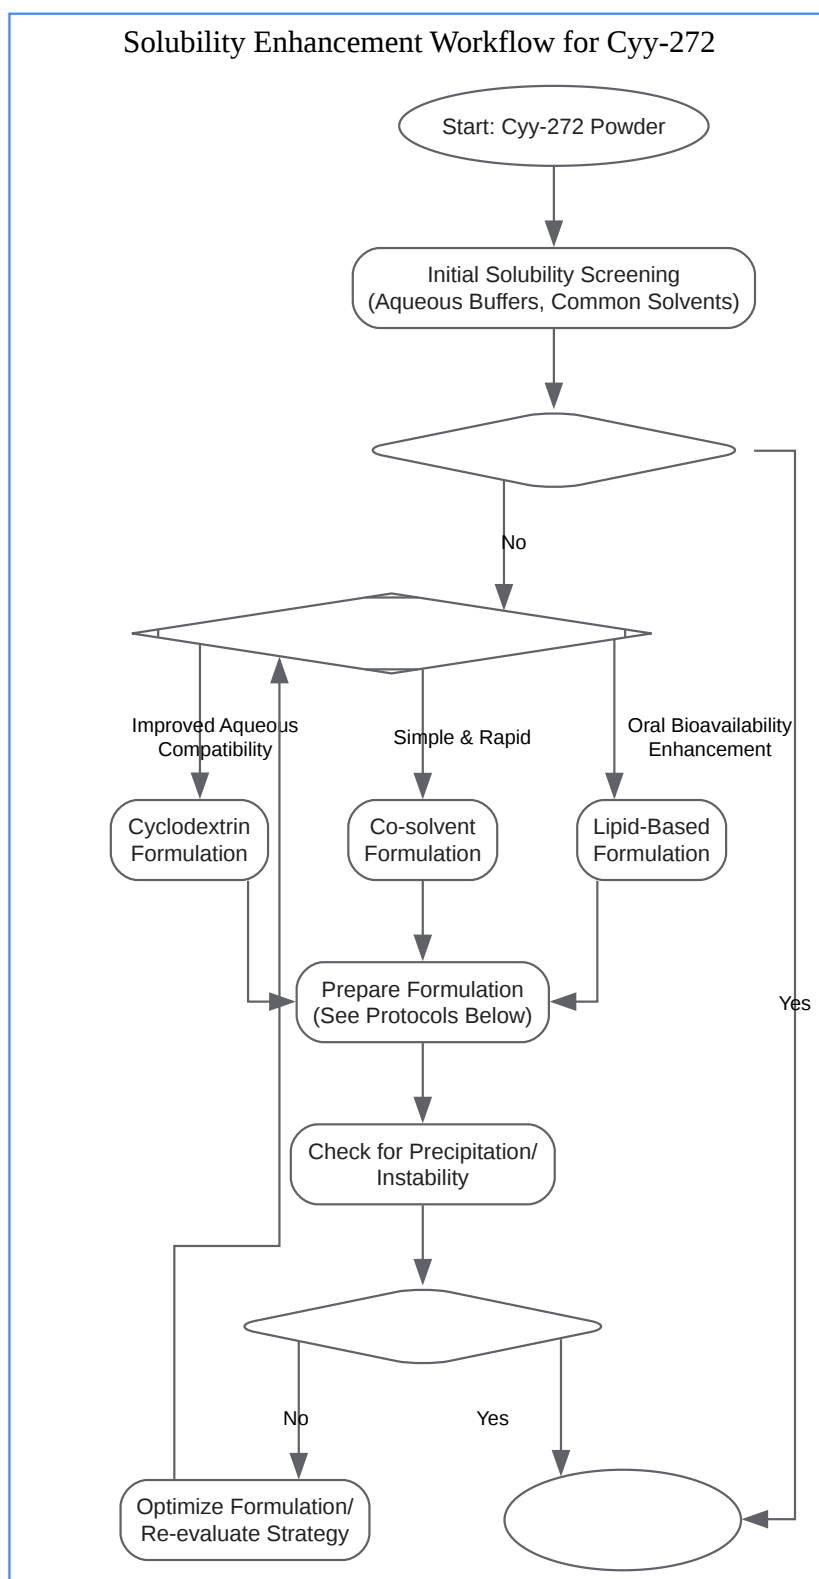 Solubility Enhancement Workflow for Cyy-272
Start: Cyy-272 Powder
Initial Solubility Screening
(Aqueous Buffers, Common Solvents)
No
Improved Aqueous
Compatibility
Simple & Rapid
Oral Bioavailability
Enhancement
Cyclodextrin
Formulation
Co-solvent
Formulation
Lipid-Based
Formulation
Prepare Formulation
(See Protocols Below)
Yes
Check for Precipitation/
Instability
No
Yes
Optimize Formulation/
Re-evaluate Strategy